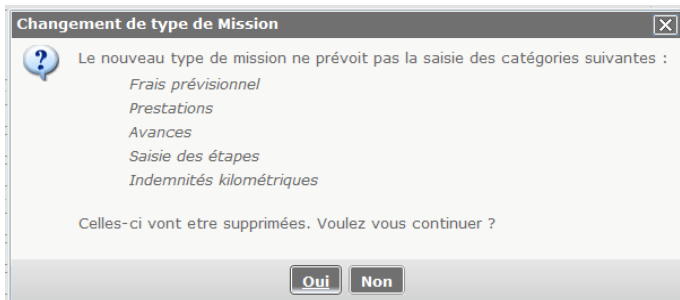 Changement de type de Mission
Le nouveau type de mission ne prévoit pas la saisie des catégories suivantes :
Frais prévisionnel
Prestations
Avances
Saisie des étapes
Indemnités kilométriques
Celles-ci vont etre supprimées. Voulez vous continuer ?
Oui Non